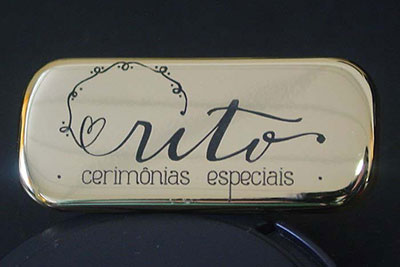 rito
• cerimônias especiais •